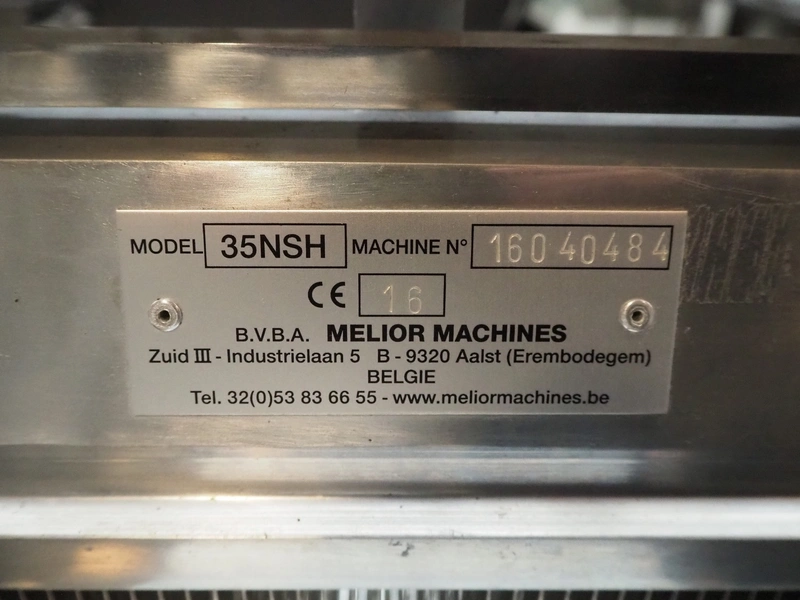 MODEL 35NSH MACHINE N° 16040484
CE 16
B.V.B.A. MELIOR MACHINES
Zuid III - Industrielaan 5 B - 9320 Aalst (Erembodegem)
BELGIE
Tel. 32(0)53 83 66 55 - www.meliormachines.be